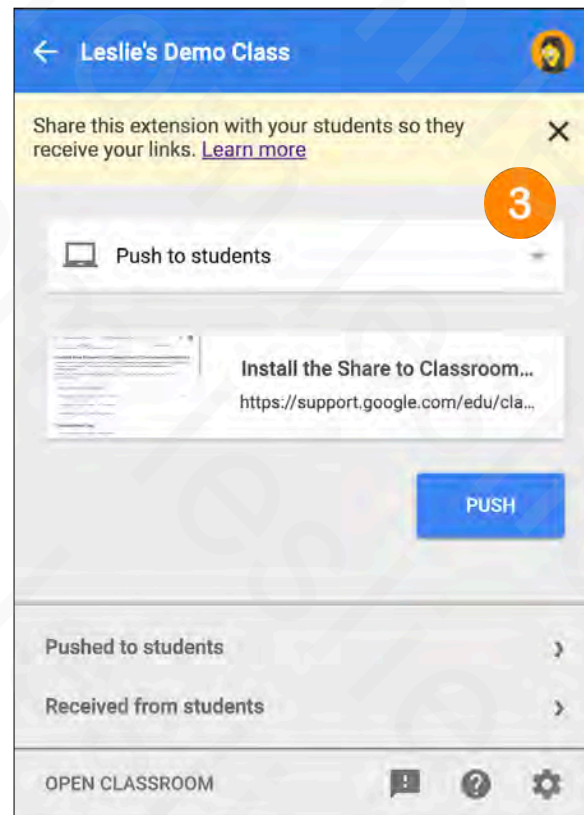 Leslie's Demo Class
Share this extension with your students so they
receive your links. Learn more
3
Push to students
Install the Share to Classroom...
https://support.google.com/edu/cla...
PUSH
Pushed to students
Received from students
OPEN CLASSROOM